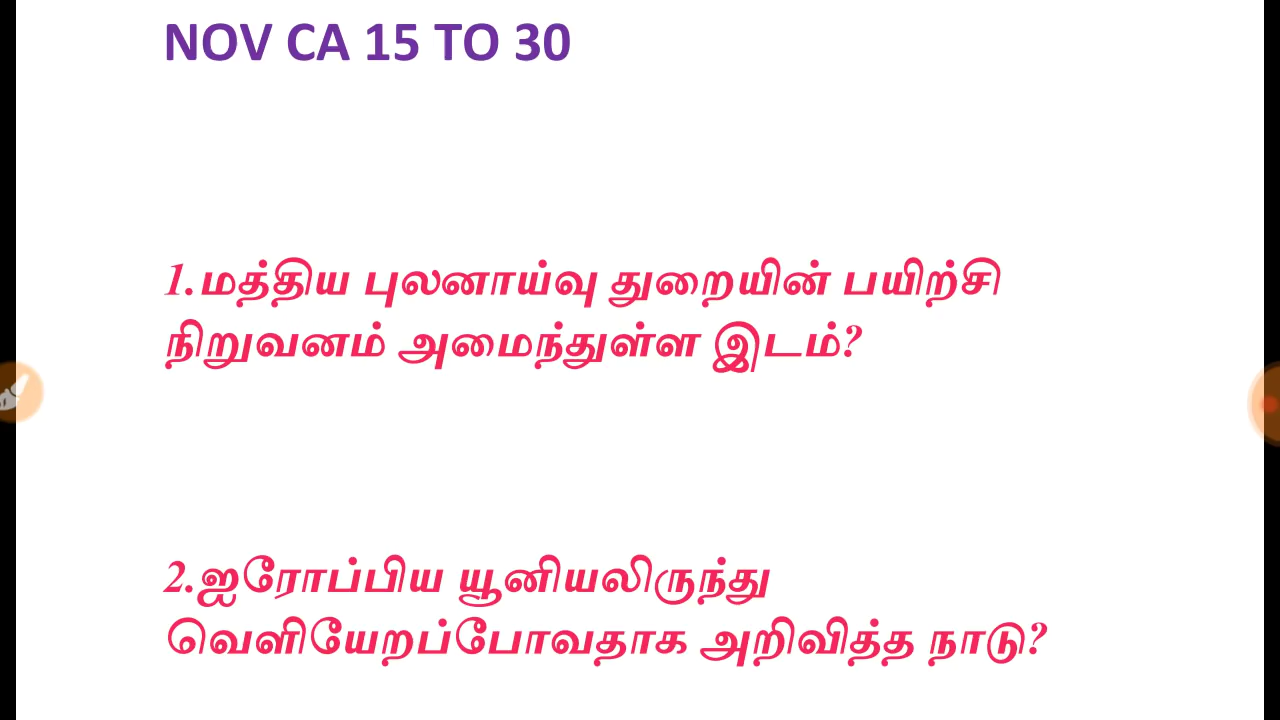 NOV CA 15 TO 30
1.மத்திய புலனாய்வு துறையின் பயிற்சி
நிறுவனம் அமைந்துள்ள இடம்?
2.ஐரோப்பிய யூனியலிருந்து
வெளியேறப்போவதாக அறிவித்த நாடு?